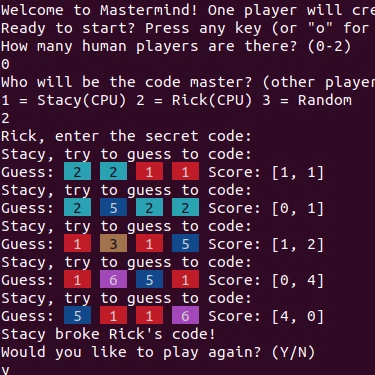 Welcome to Mastermind! One player will cre
Ready to start? Press any key (or "o" for
How many human players are there? (0-2)
0
Who will be the code master? (other player
1 = Stacy(CPU) 2 = Rick(CPU) 3 = Random
2
Rick, enter the secret code:
Stacy, try to guess to code:
Guess: 2 2 1 1 Score: [1, 1]
Stacy, try to guess to code:
Guess: 2 5 2 2 Score: [0, 1]
Stacy, try to guess to code:
Guess: 1 3 1 5 Score: [1, 2]
Stacy, try to guess to code:
Guess: 1 6 5 1 Score: [0, 4]
Stacy, try to guess to code:
Guess: 5 1 1 6 Score: [4, 0]
Stacy broke Rick's code!
Would you like to play again? (Y/N)
y